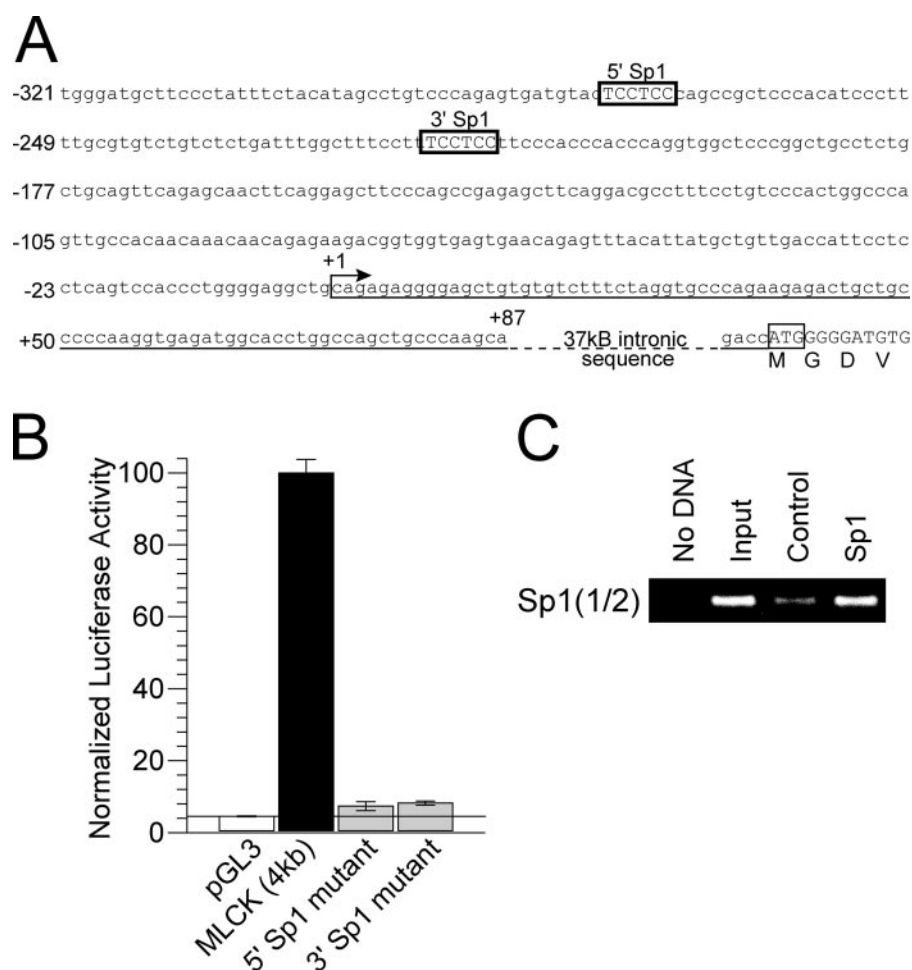 A
5' Sp1
-321 tgggatgcttccctatttctacatagcctgtcccagagtgatgtacTCCTCCcagccgctcccacatccctt
3' Sp1
-249 ttgcgtgtctgtctctgatttggctttccttTCCTCCttcccacccacccaggtggctcccggctgcctctg
-177 ctgcagttcagagcaacttcaggagcttcccagccgagagcttcaggacgcctttcctgtcccactggccca
-105 gttgccacaacaaacaacagagaagacggtggtgagtgaacagagtttacattatgctgttgaccattcctc
+1
-23 ctcagtccaccctggggaggctgcagagaggggagctgtgtgtctttctaggtgcccagaagagactgctgc
+87
+50 ccccaaggtgagatggcacctggccagctgcccaagca 37kB intronic sequence gaccATGGGGGATGTG
M G D V
B
Normalized Luciferase Activity
100
80
60
40
20
0
pGL3
MLCK (4kb)
5' Sp1 mutant
3' Sp1 mutant
C
No DNA
Input
Control
Sp1
Sp1(1/2)